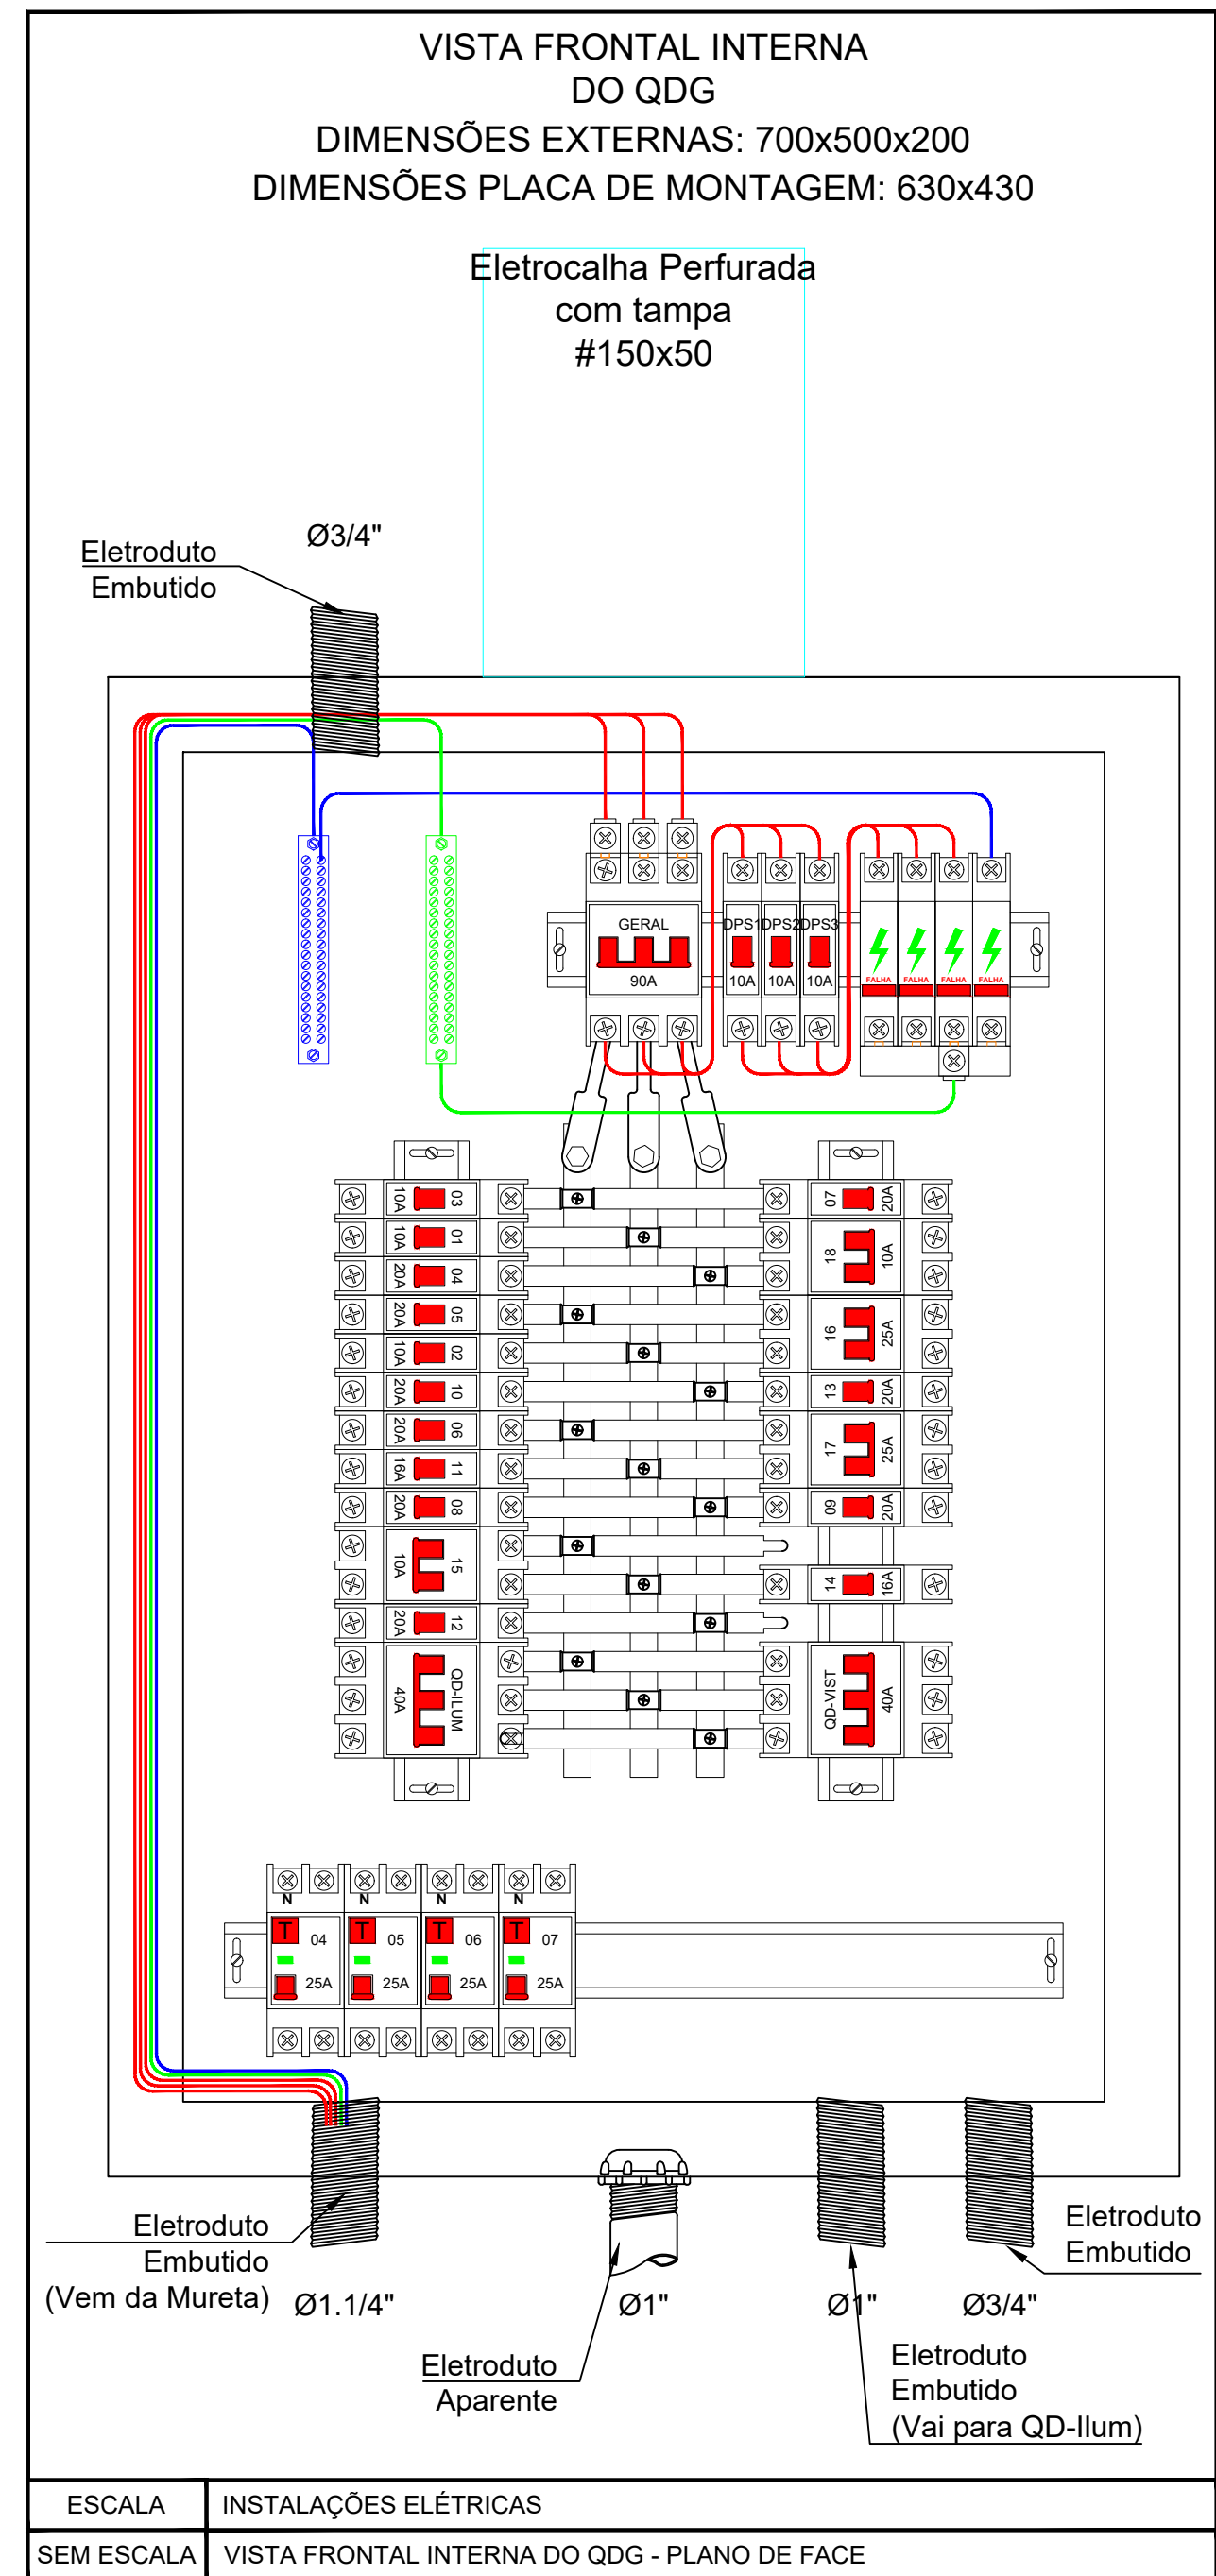 VISTA FRONTAL INTERNA
DO QDG
DIMENSÕES EXTERNAS: 700x500x200
DIMENSÕES PLACA DE MONTAGEM: 630x430
Eletrocalha Perfurada
com tampa
#150x50
Ø3/4"
Eletroduto
Embutido
GERAL
90A
DPS1
DPS2
DPS3
10A
10A
10A
FALHA
FALHA
FALHA
FALHA
10A 03
10A 01
20A 04
20A 05
10A 02
20A 10
20A 06
16A 11
20A 08
10A 15
20A 12
40A QD-ILUM
07 20A
18 10A
16 25A
13 20A
17 25A
09 20A
14 16A
QD-VIST 40A
N
N
N
N
T 04
T 05
T 06
T 07
25A
25A
25A
25A
Eletroduto
Embutido
(Vem da Mureta)
Ø1.1/4"
Ø1"
Ø1"
Ø3/4"
Eletroduto
Embutido
Eletroduto
Aparente
Eletroduto
Embutido
(Vai para QD-Ilum)
ESCALA
INSTALAÇÕES ELÉTRICAS
SEM ESCALA
VISTA FRONTAL INTERNA DO QDG - PLANO DE FACE